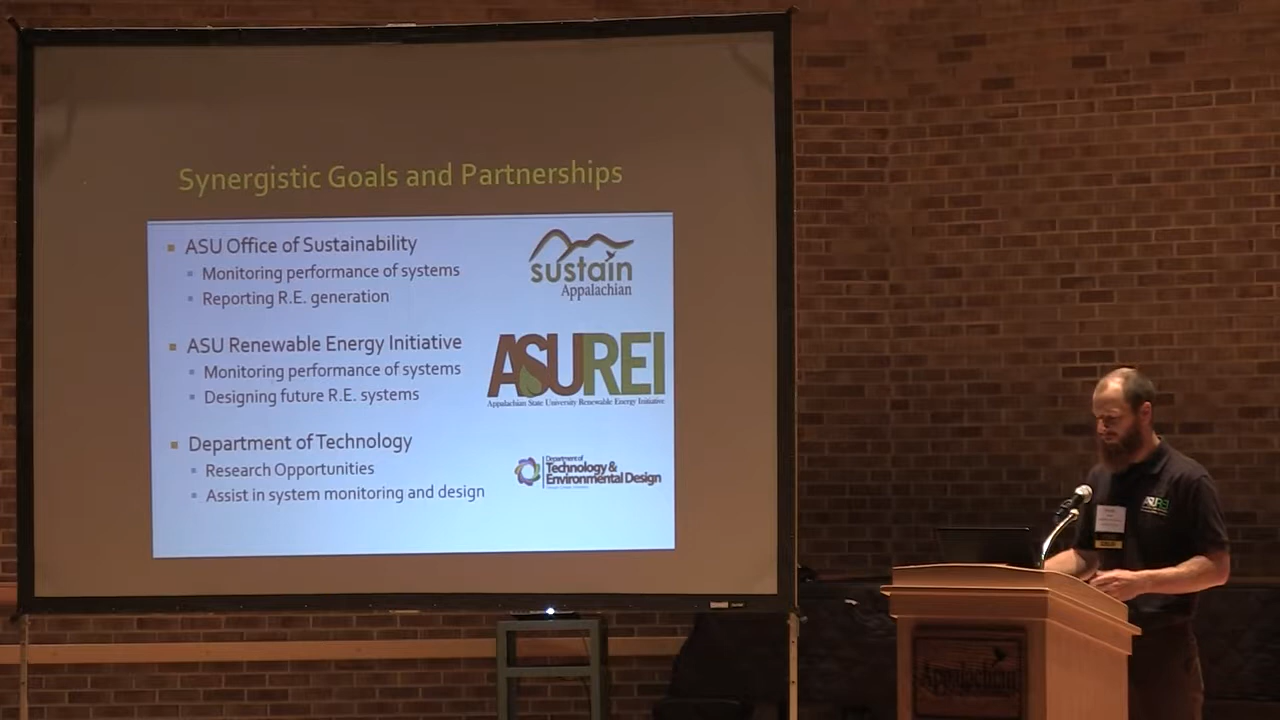 Synergistic Goals and Partnerships
ASU Office of Sustainability
Monitoring performance of systems
Reporting R.E. generation
sustain
Appalachian
ASU Renewable Energy Initiative
Monitoring performance of systems
Designing future R.E. systems
ASUREI
Appalachian State University Renewable Energy Initiative
Department of Technology
Research Opportunities
Assist in system monitoring and design
Department of
Technology &
Environmental Design
ASUREI
Appalachian